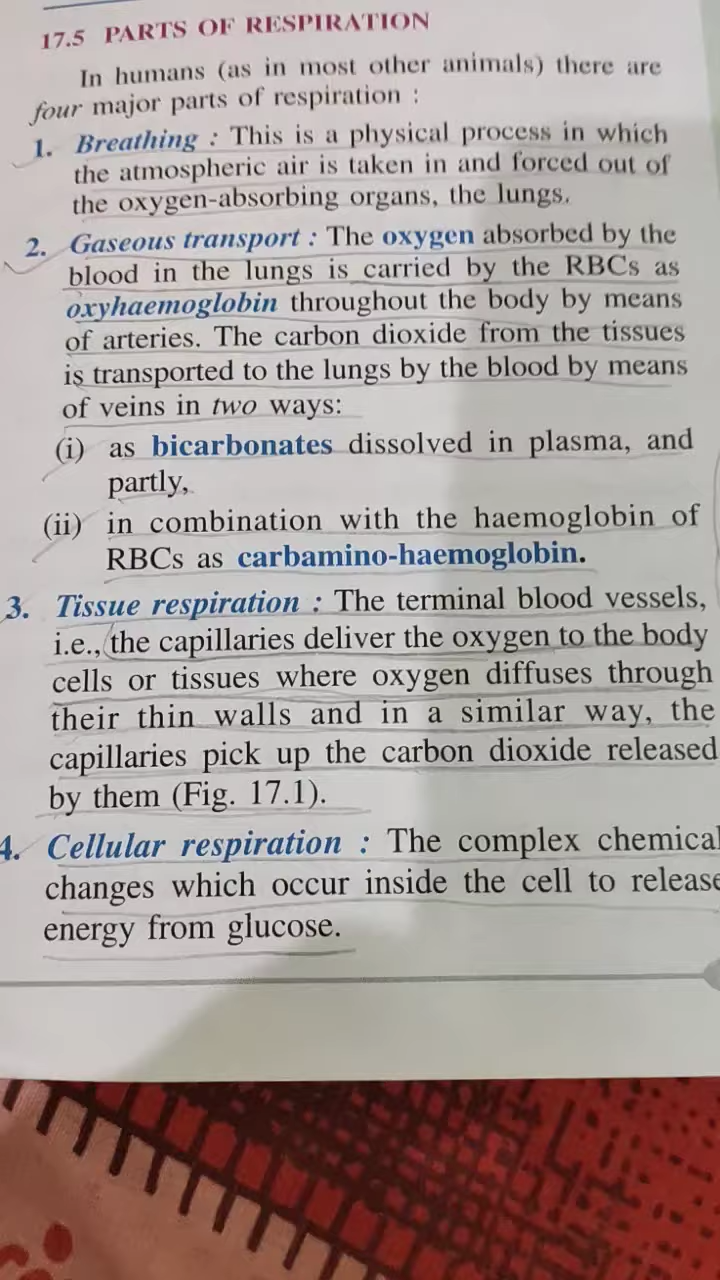 17.5 PARTS OF RESPIRATION
In humans (as in most other animals) there are
four major parts of respiration :
1. Breathing : This is a physical process in which
the atmospheric air is taken in and forced out of
the oxygen-absorbing organs, the lungs.
2. Gaseous transport : The oxygen absorbed by the
blood in the lungs is carried by the RBCs as
oxyhaemoglobin throughout the body by means
of arteries. The carbon dioxide from the tissues
is transported to the lungs by the blood by means
of veins in two ways:
(i) as bicarbonates dissolved in plasma, and
partly,
(ii) in combination with the haemoglobin of
RBCs as carbamino-haemoglobin.
3. Tissue respiration : The terminal blood vessels,
i.e., the capillaries deliver the oxygen to the body
cells or tissues where oxygen diffuses through
their thin walls and in a similar way, the
capillaries pick up the carbon dioxide released
by them (Fig. 17.1).
4. Cellular respiration : The complex chemical
changes which occur inside the cell to release
energy from glucose.